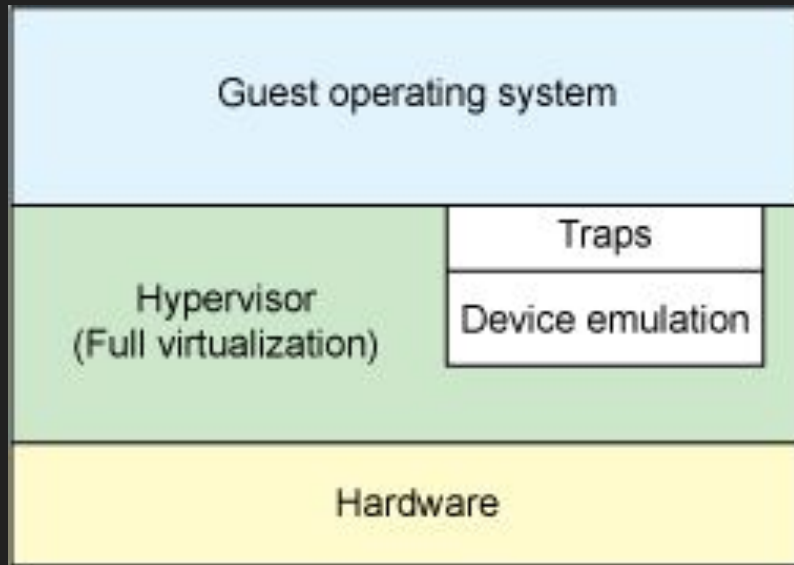 Guest operating system
Traps
Hypervisor
(Full virtualization)
Device emulation
Hardware